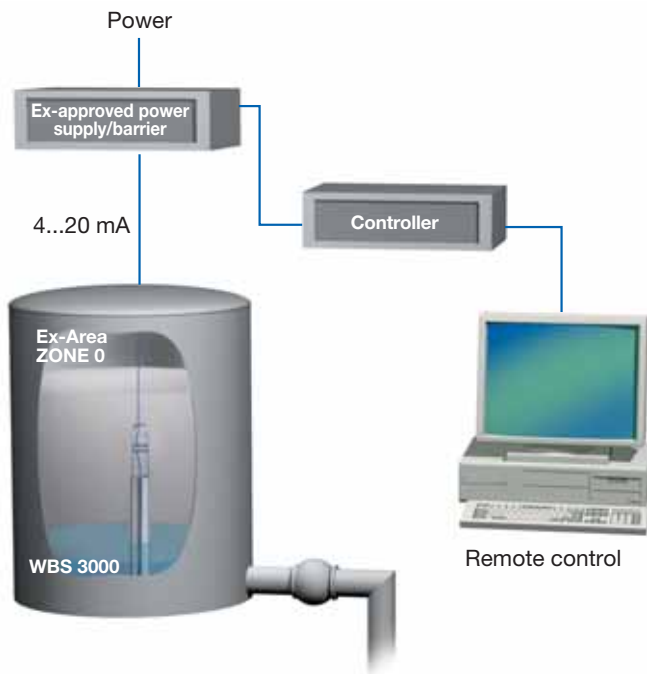 Power
Ex-approved power
supply/barrier
4...20 mA
Controller
Ex-Area
ZONE 0
WBS 3000
Remote control